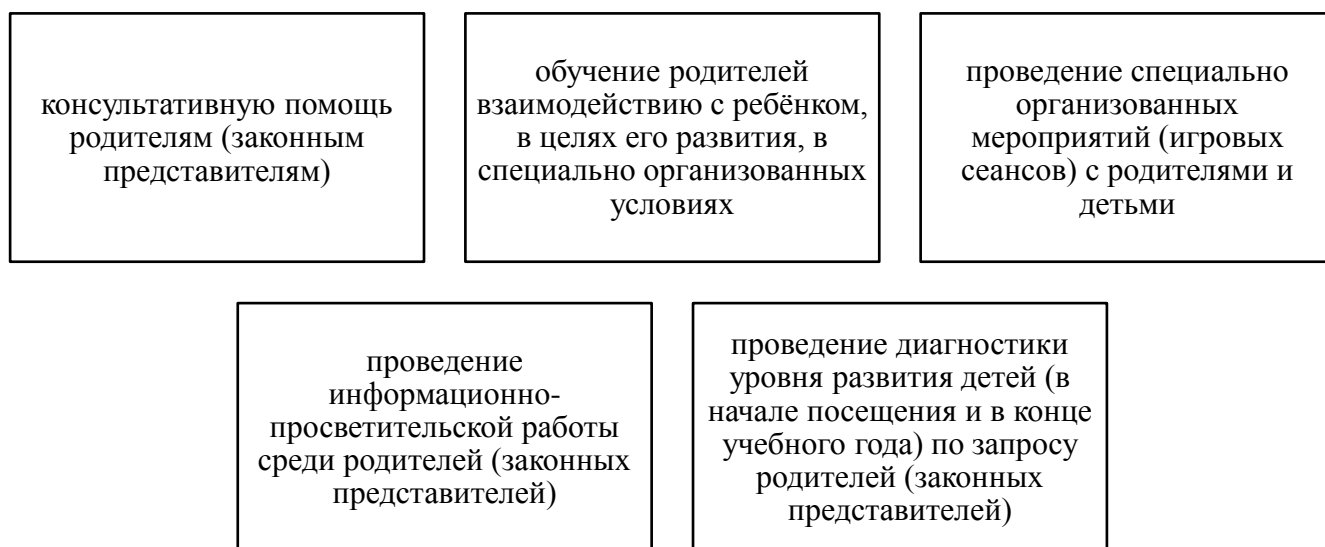 консультативную помощь
родителям (законным
представителям)
обучение родителей
взаимодействию с ребёнком,
в целях его развития, в
специально организованных
условиях
проведение специально
организованных
мероприятий (игровых
сеансов) с родителями и
детьми
проведение
информационно-
просветительской работы
среди родителей (законных
представителей)
проведение диагностики
уровня развития детей (в
начале посещения и в конце
учебного года) по запросу
родителей (законных
представителей)